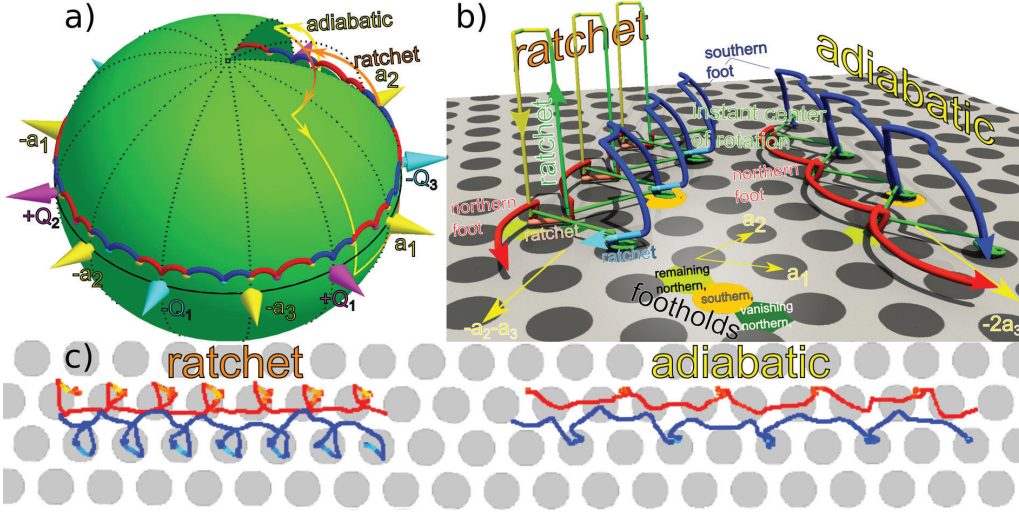 a)
adiabatic
ratchet
a2
-a1
-Q3
+Q2
a1
-a2
-Q1
-a3
+Q1
b)
ratchet
southern
foot
adiabatic
ratchet
instant center
of rotation
northern
foot
northern
foot
ratchet
ratchet
a2
a1
remaining
northern,
southern,
vanishing
northern,
footholds
-a2-a3
-2a3
c)
ratchet
adiabatic